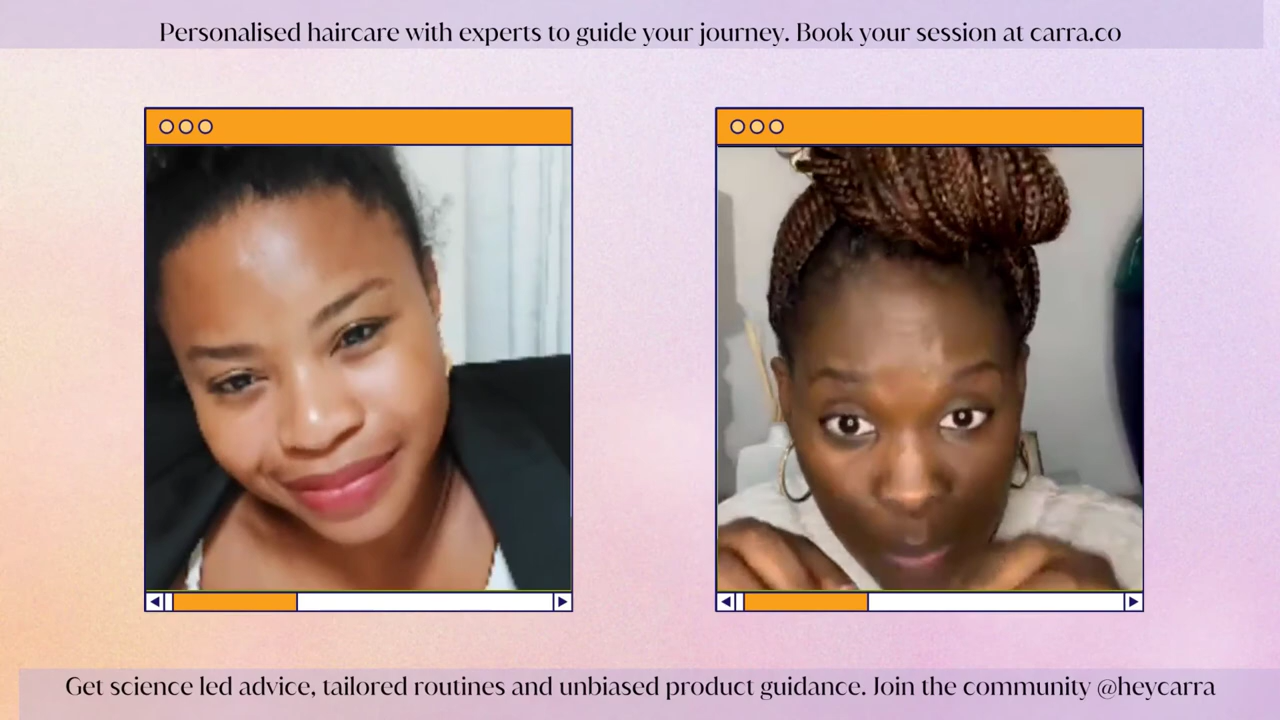 Personalised haircare with experts to guide your journey. Book your session at carra.co
Get science led advice, tailored routines and unbiased product guidance. Join the community @heycarra